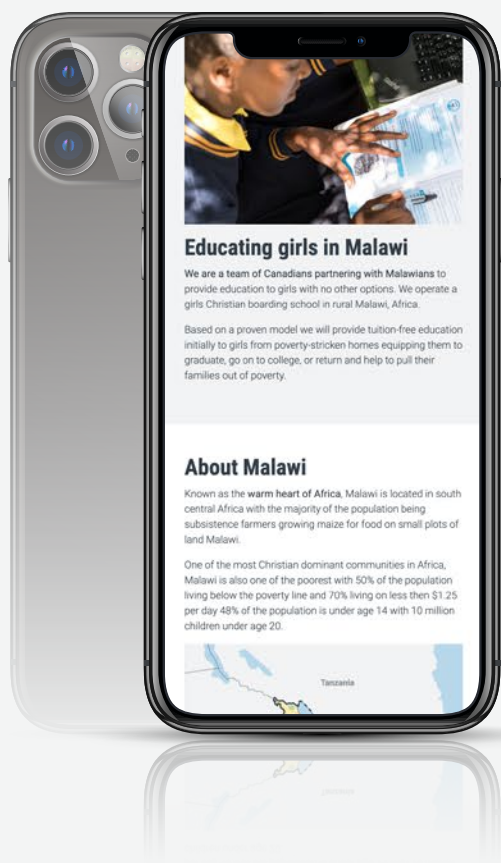 Educating girls in Malawi
We are a team of Canadians partnering with Malawians to
provide education to girls with no other options. We operate a
girls Christian boarding school in rural Malawi, Africa.
Based on a proven model we will provide tuition-free education
initially to girls from poverty-stricken homes equipping them to
graduate, go on to college, or return and help to pull their
families out of poverty.
About Malawi
Known as the warm heart of Africa, Malawi is located in south
central Africa with the majority of the population being
subsistence farmers growing maize for food on small plots of
land Malawi.
One of the most Christian dominant communities in Africa,
Malawi is also one of the poorest with 50% of the population
living below the poverty line and 70% living on less then $1.25
per day 48% of the population is under age 14 with 10 million
children under age 20.
Tanzania